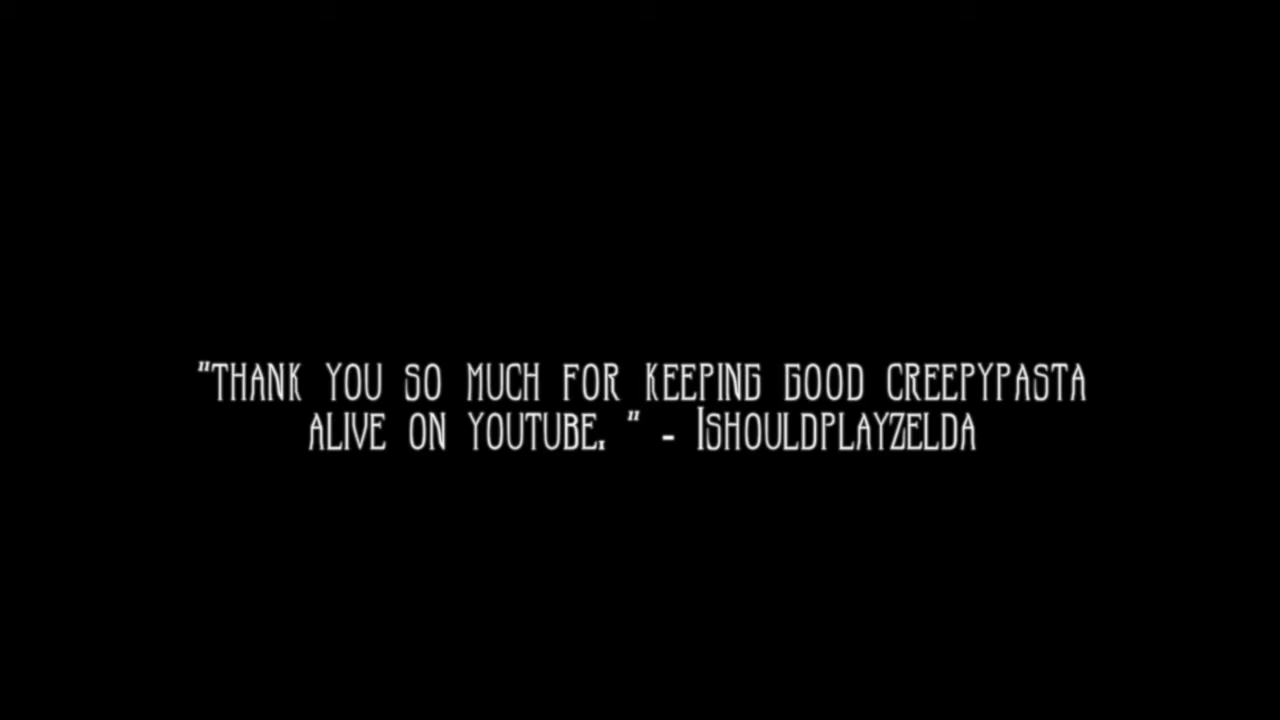 "THANK YOU SO MUCH FOR KEEPING GOOD CREEPYPASTA
ALIVE ON YOUTUBE. " - ISHOULDPLAYZELDA